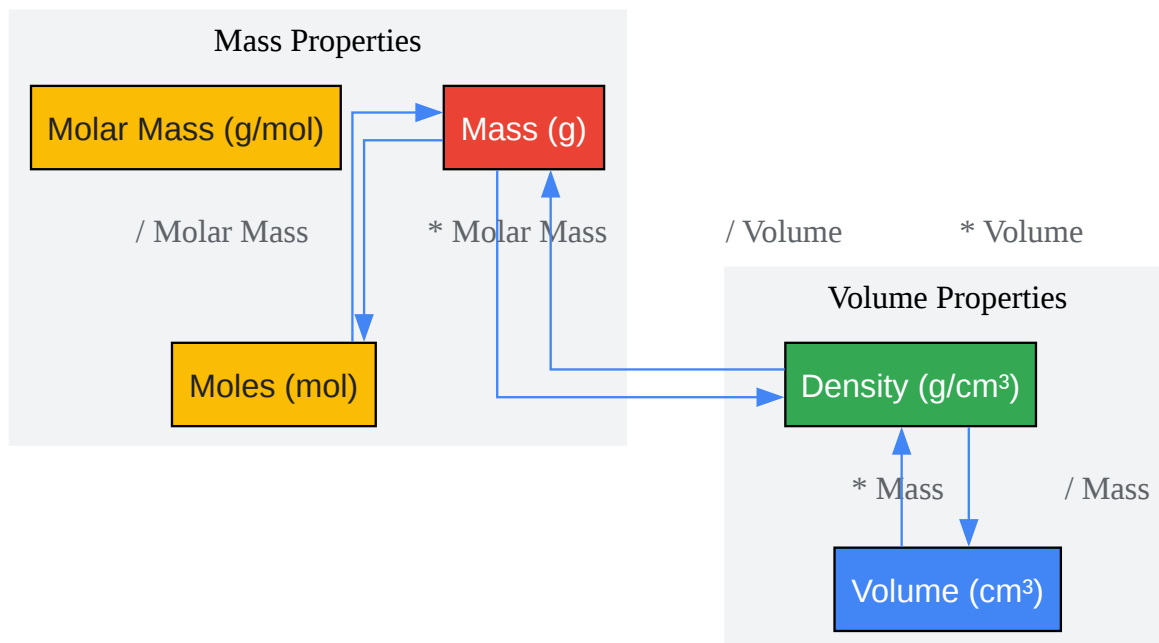 Mass Properties
Molar Mass (g/mol)
Mass (g)
/ Molar Mass
* Molar Mass
/ Volume
* Volume
Moles (mol)
Volume Properties
Density (g/cm³)
* Mass
/ Mass
Volume (cm³)